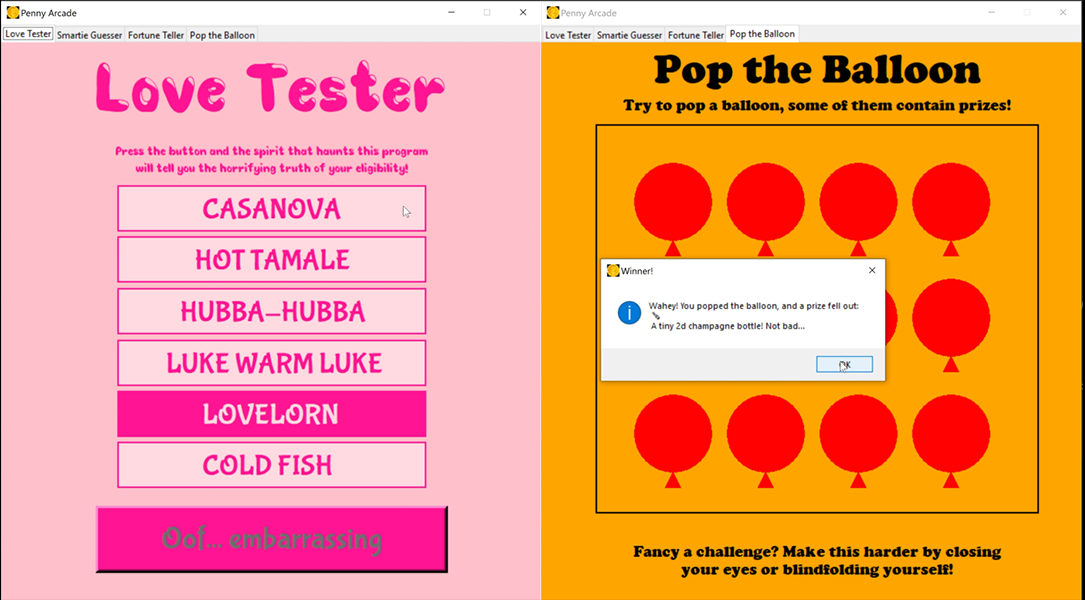 Penny Arcade
Love Tester Smartie Guesser Fortune Teller Pop the Balloon
Love Tester
Press the button and the spirit that haunts this program
will tell you the horrifying truth of your eligibility!
CASANOVA
HOT TAMALE
HUBBA-HUBBA
LUKE WARM LUKE
LOVELORN
COLD FISH
Oof... embarrassing
Penny Arcade
Love Tester Smartie Guesser Fortune Teller Pop the Balloon
Pop the Balloon
Try to pop a balloon, some of them contain prizes!
Winner!
Wahey! You popped the balloon, and a prize fell out:
A tiny 2d champagne bottle! Not bad...
OK
Fancy a challenge? Make this harder by closing
your eyes or blindfolding yourself!